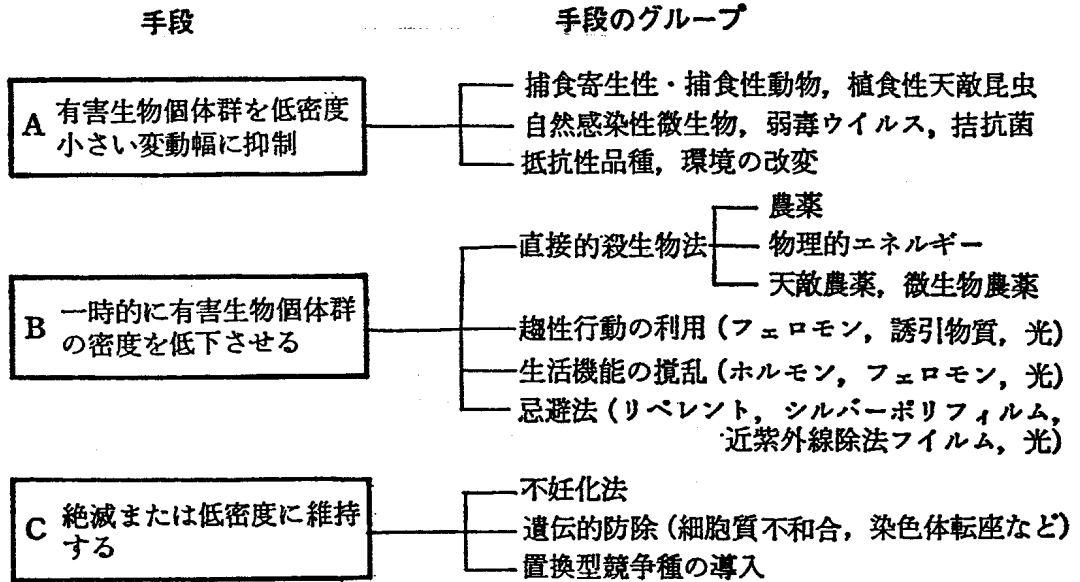 手段
手段のグループ
A 有害生物個体群を低密度
小さい変動幅に抑制
捕食寄生性・捕食性動物，植食性天敵昆虫
自然感染性微生物，弱毒ウイルス，拮抗菌
抵抗性品種，環境の改変
B 一時的に有害生物個体群
の密度を低下させる
直接的殺生物法
農薬
物理的エネルギー
天敵農薬，微生物農薬
趨性行動の利用（フェロモン，誘引物質，光）
生活機能の撹乱（ホルモン，フェロモン，光）
忌避法（リペレント，シルバーポリフィルム，
近紫外線除法フイルム，光）
C 絶滅または低密度に維持
する
不妊化法
遺伝的防除（細胞質不和合，染色体転座など）
置換型競争種の導入